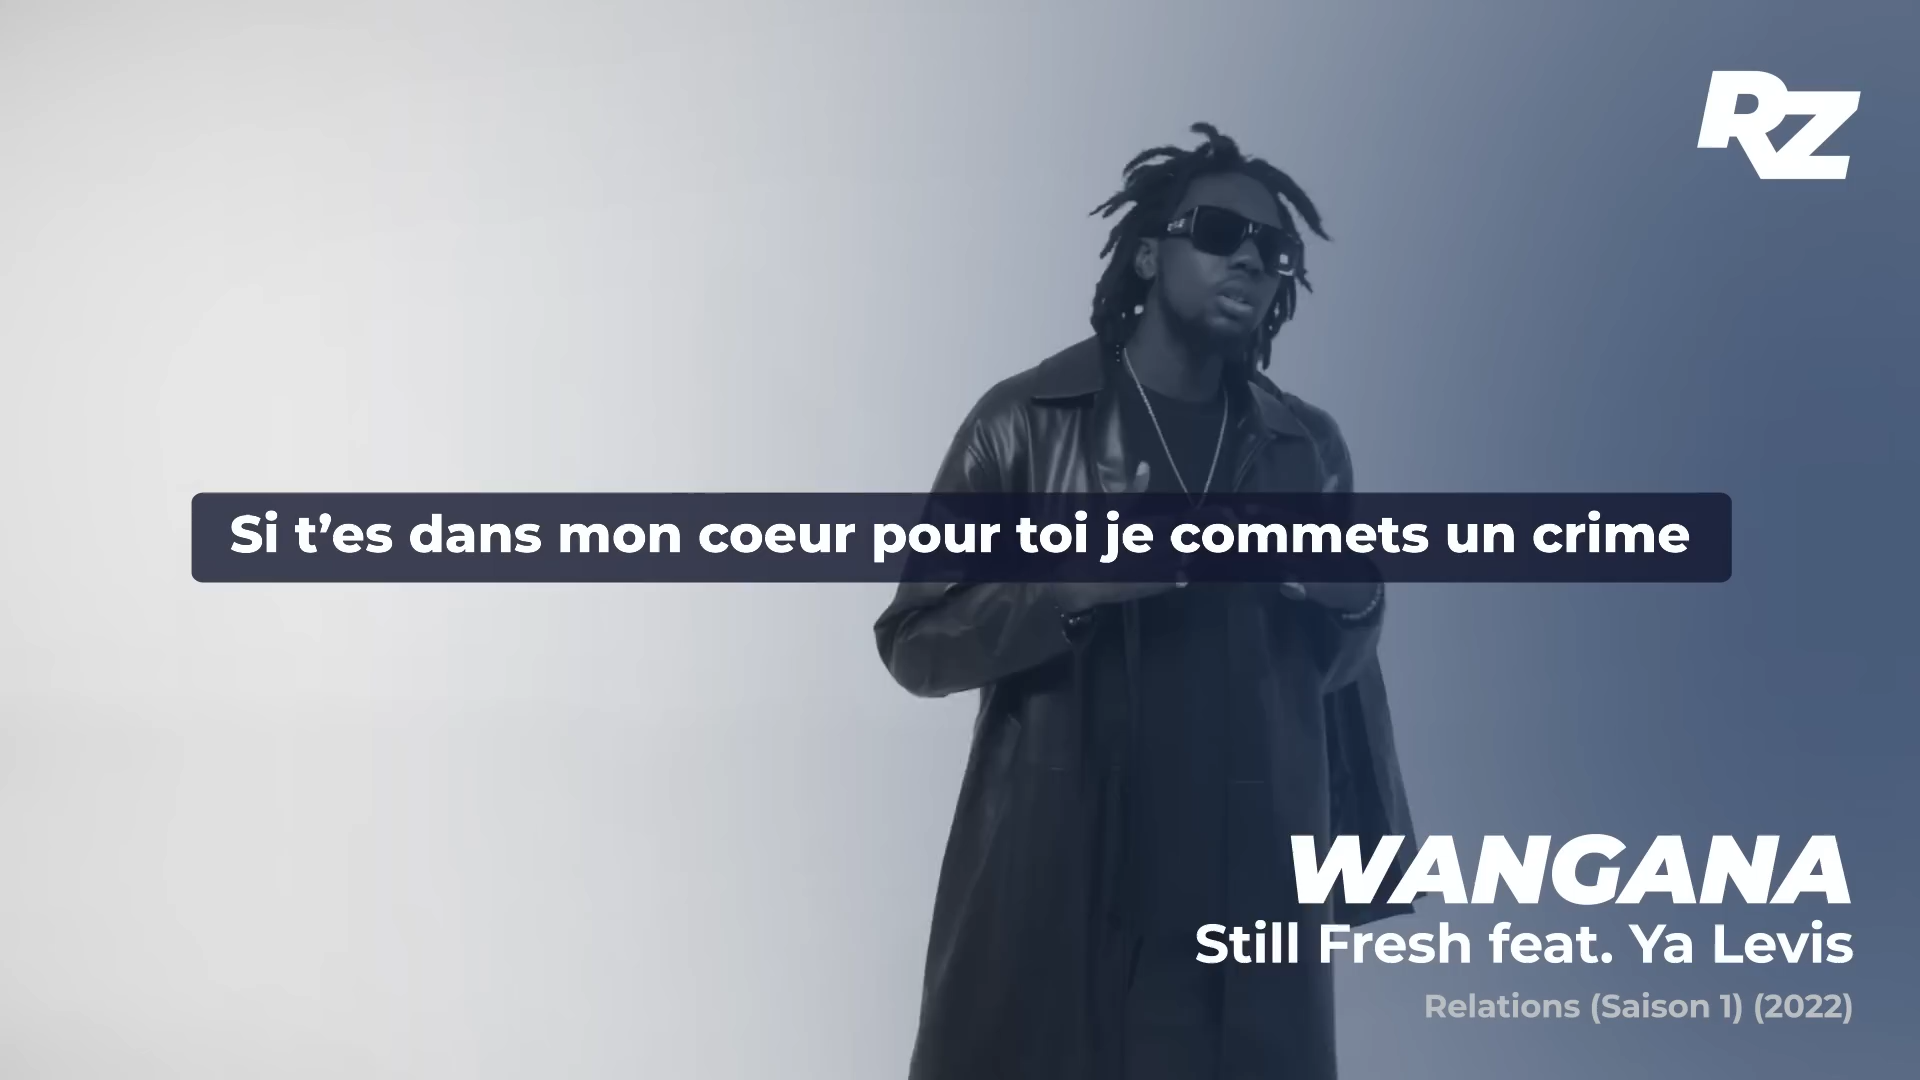 RZ
Si t’es dans mon coeur pour toi je commets un crime
WANGANA
Still Fresh feat. Ya Levis
Relations (Saison 1) (2022)